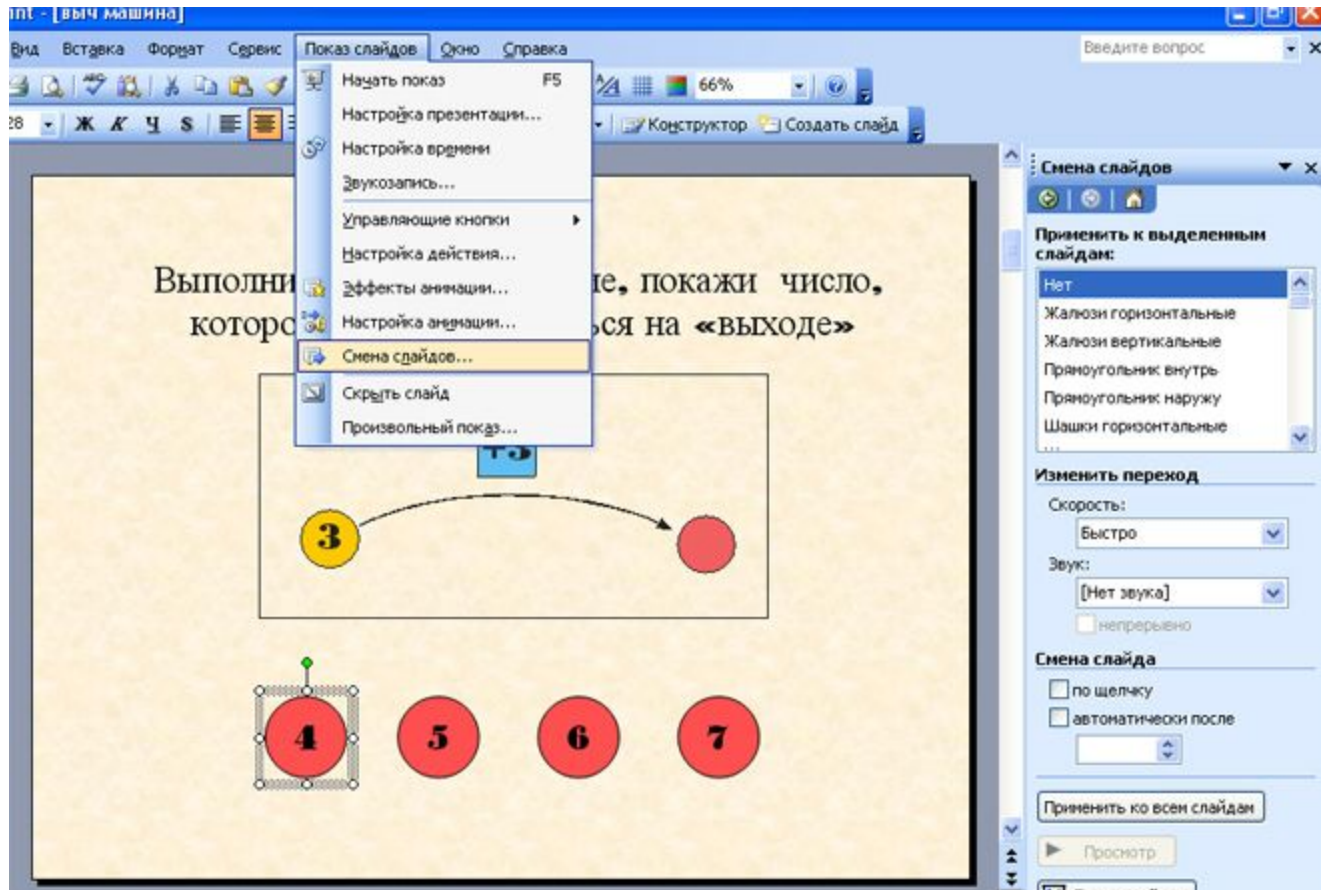 int - [выч машина]
Вид Вставка Формат Сервис Показ слайдов Окно Справка
Введите вопрос
66%
28 Ж К Ч S
Конструктор Создать слайд
Начать показ F5
Настройка презентации...
Настройка времени
Звукозапись...
Управляющие кнопки
Настройка действия...
Эффекты анимации...
Настройка анимации...
Смена слайдов...
Скрыть слайд
Произвольный показ...
Выполни е, покажи число,
которо ься на «выходе»
+3
3
4 5 6 7
Смена слайдов
Применить к выделенным
слайдам:
Нет
Жалюзи горизонтальные
Жалюзи вертикальные
Прямоугольник внутрь
Прямоугольник наружу
Шашки горизонтальные
Изменить переход
Скорость:
Быстро
Звук:
[Нет звука]
непрерывно
Смена слайда
по щелчку
автоматически после
Применить ко всем слайдам
Просмотр